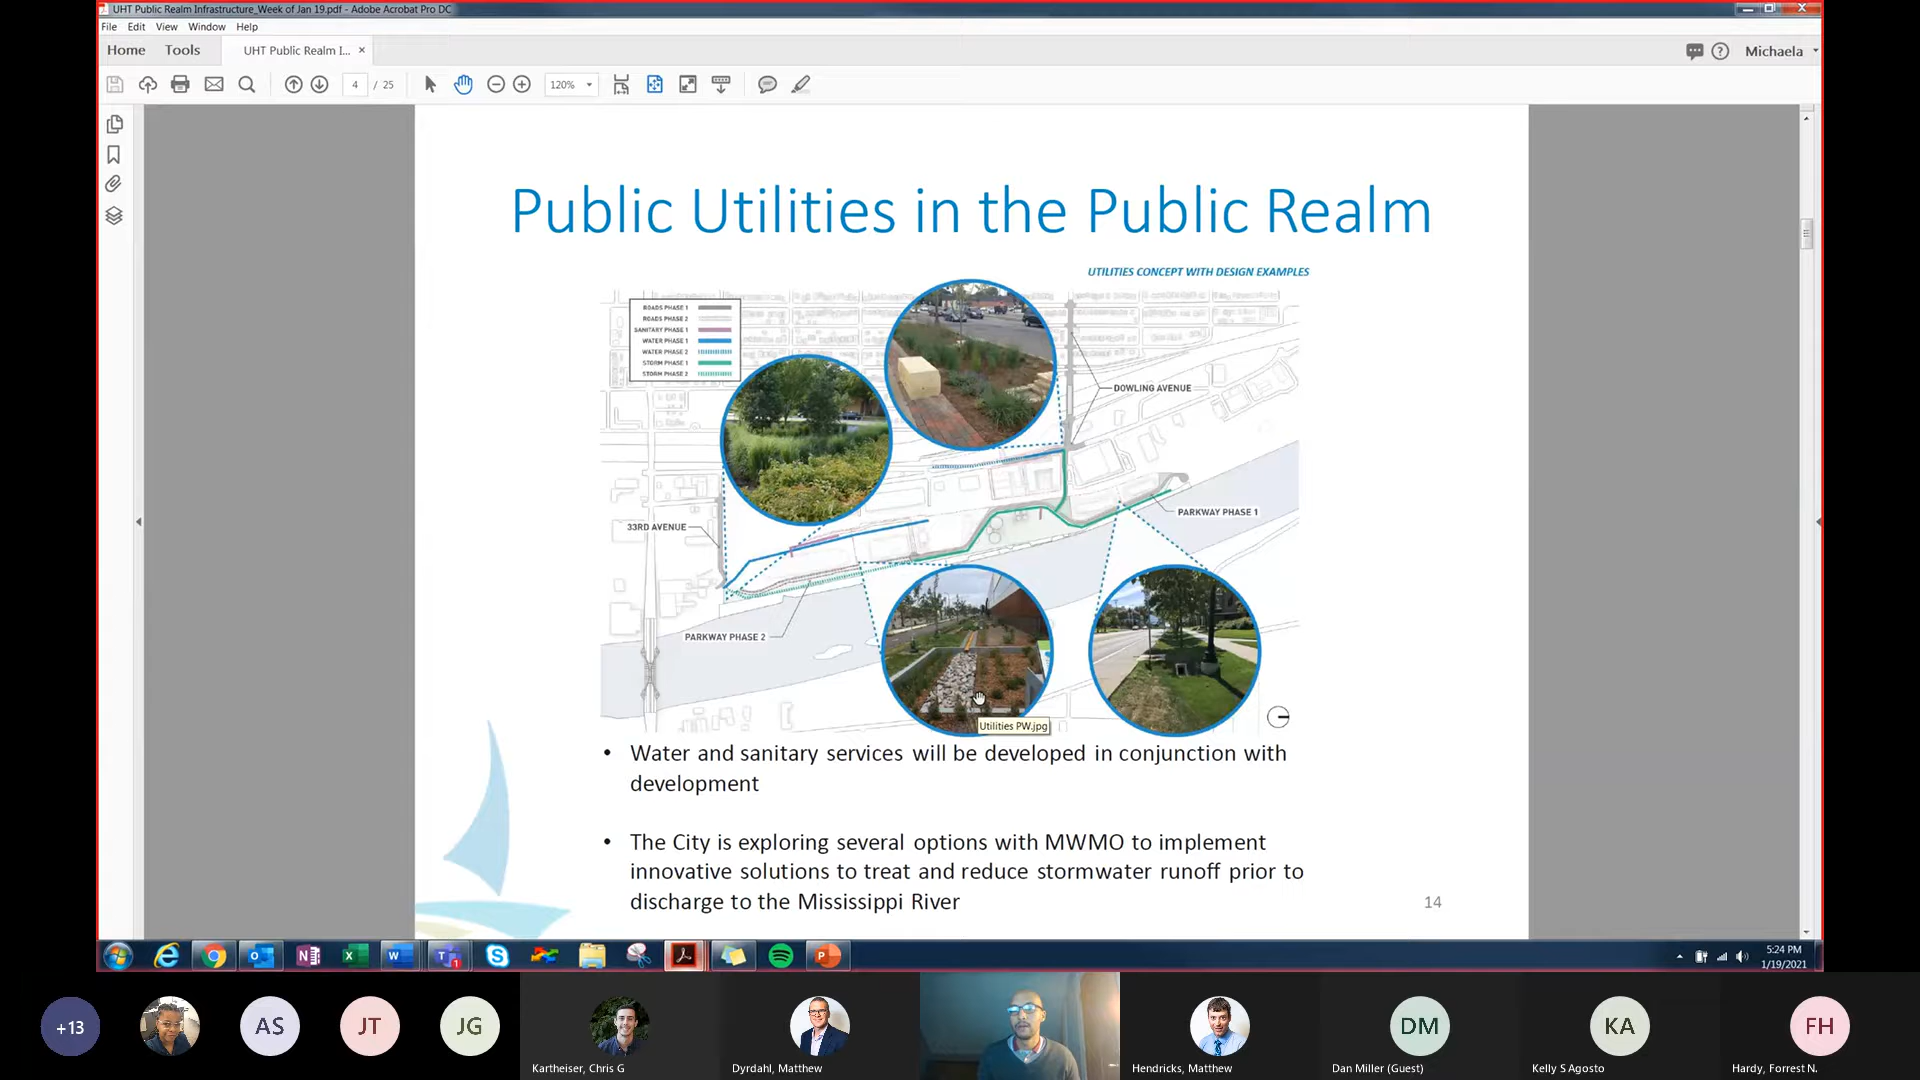 UHT Public Realm Infrastructure_Week of Jan 19.pdf - Adobe Acrobat Pro DC
File Edit View Window Help
Home Tools UHT Public Realm I... ×
Michaela
4 / 25
120%
Public Utilities in the Public Realm
UTILITIES CONCEPT WITH DESIGN EXAMPLES
ROADS PHASE 1
ROADS PHASE 2
SANITARY PHASE 1
WATER PHASE 1
WATER PHASE 2
STORM PHASE 1
STORM PHASE 2
DOWLING AVENUE
33RD AVENUE
PARKWAY PHASE 1
PARKWAY PHASE 2
Utilities PW.jpg
• Water and sanitary services will be developed in conjunction with
development
• The City is exploring several options with MWMO to implement
innovative solutions to treat and reduce stormwater runoff prior to
discharge to the Mississippi River
14
5:24 PM
1/19/2021
+13
AS
JT
JG
DM
KA
FH
Kartheiser, Chris G
Dyrdahl, Matthew
Hendricks, Matthew
Dan Miller (Guest)
Kelly S Agosto
Hardy, Forrest N.